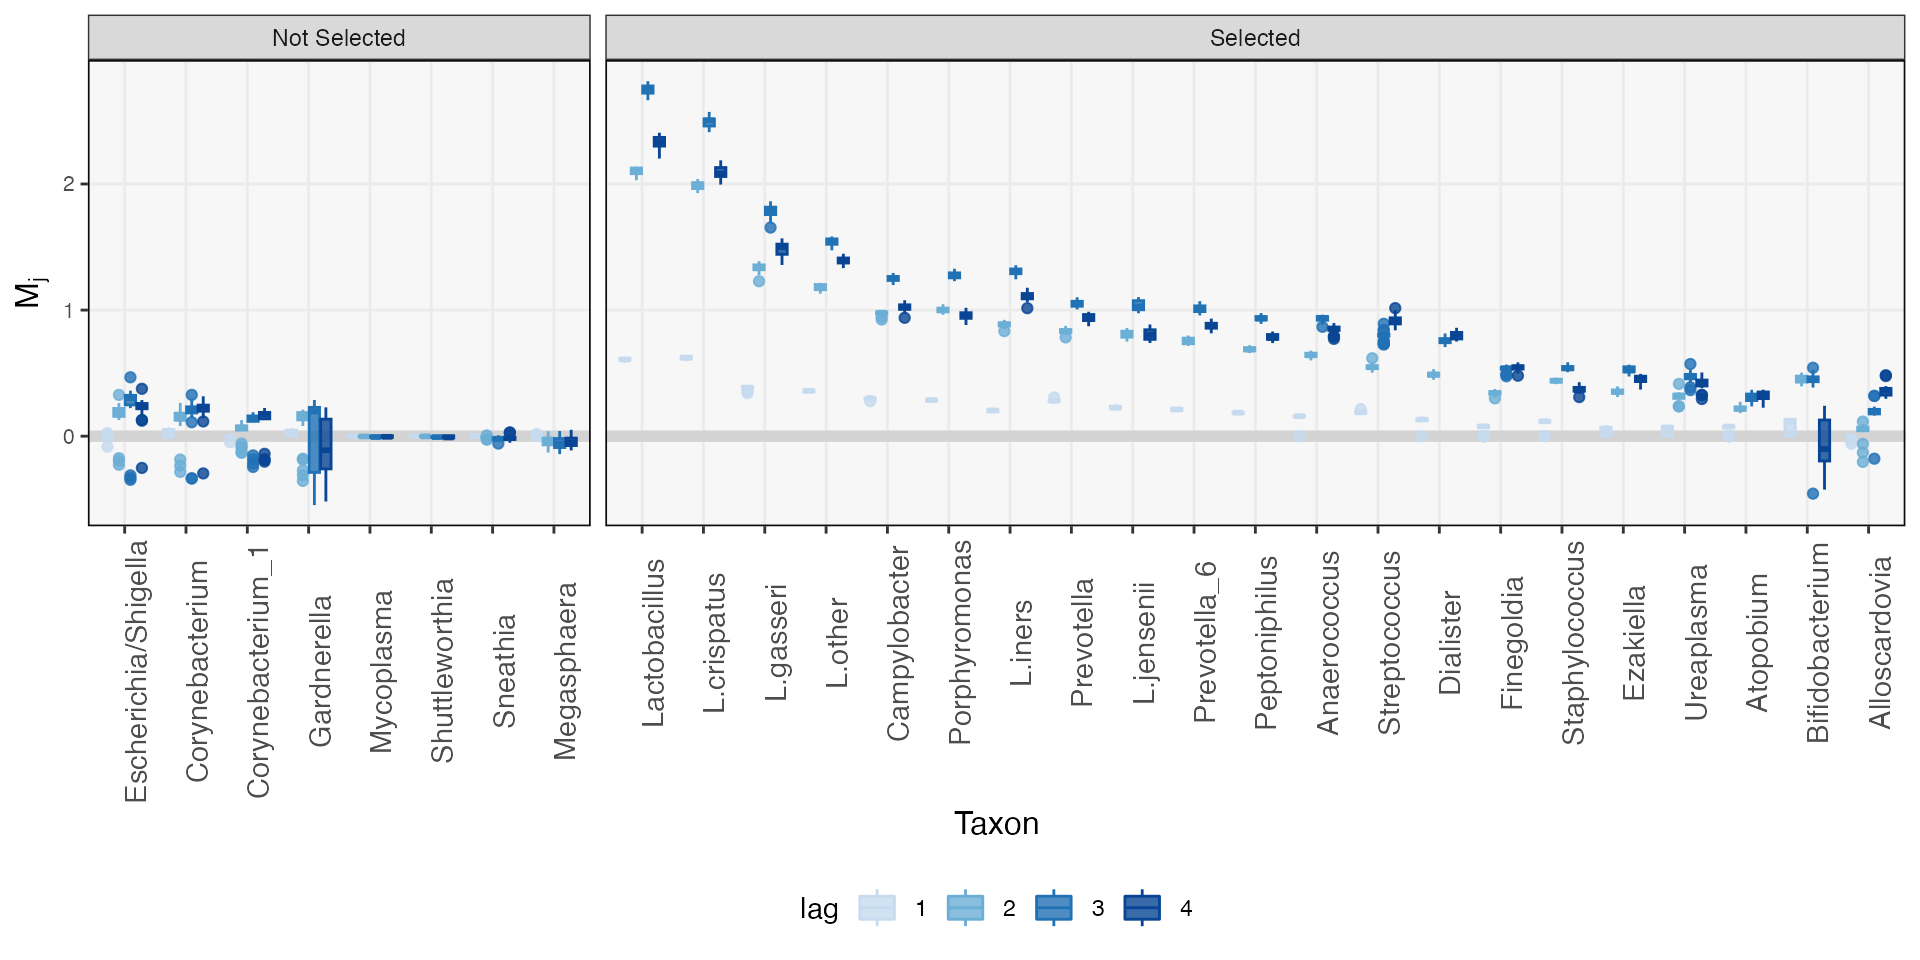 Not Selected
Selected
M_j
2
1
0
Escherichia/Shigella
Corynebacterium
Corynebacterium_1
Gardnerella
Mycoplasma
Shuttleworthia
Sneathia
Megasphaera
Lactobacillus
L.crispatus
L.gasseri
L.other
Campylobacter
Porphyromonas
L.iners
Prevotella
L.jensenii
Prevotella_6
Peptoniphilus
Anaerococcus
Streptococcus
Dialister
Finegoldia
Staphylococcus
Ezakiella
Ureaplasma
Atopobium
Bifidobacterium
Alloscardovia
Taxon
lag 1 2 3 4